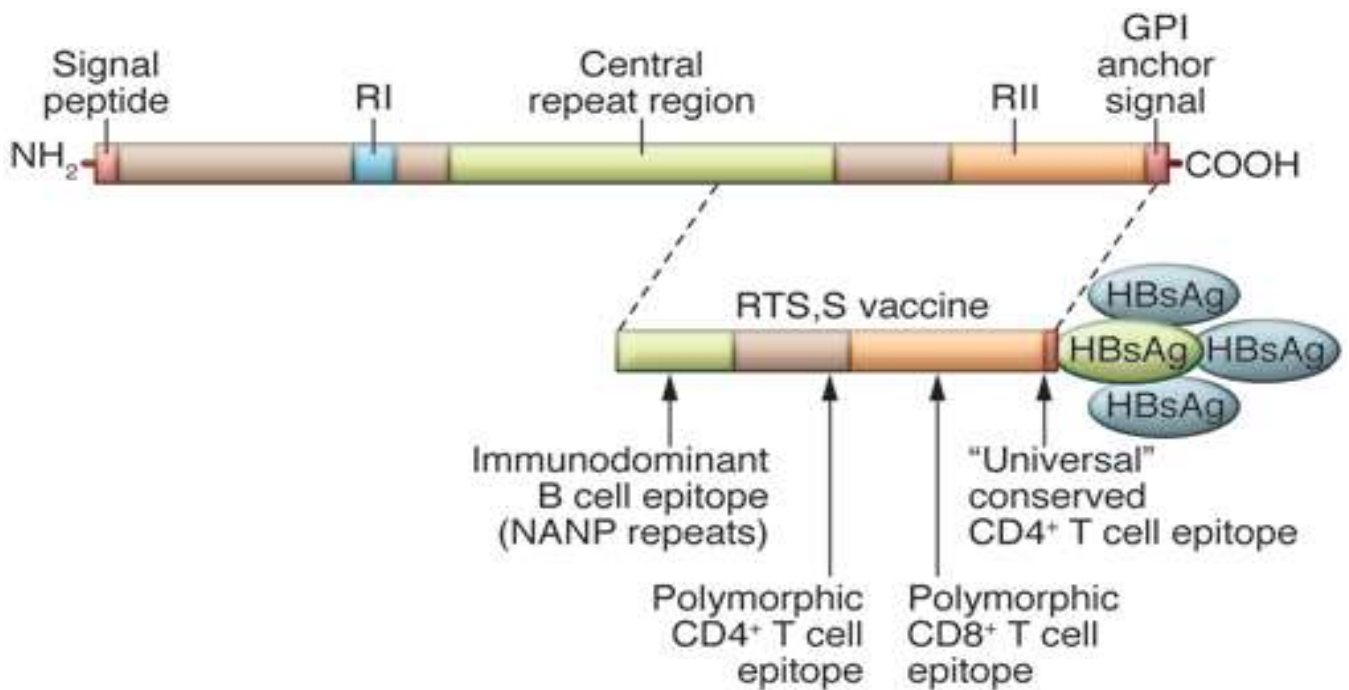 Signal
peptide
RI
Central
repeat region
RII
GPI
anchor
signal
NH₂
COOH
RTS,S vaccine
HBsAg
HBsAg
HBsAg
HBsAg
Immunodominant
B cell epitope
(NANP repeats)
"Universal"
conserved
CD4⁺ T cell epitope
Polymorphic
CD4⁺ T cell
epitope
Polymorphic
CD8⁺ T cell
epitope